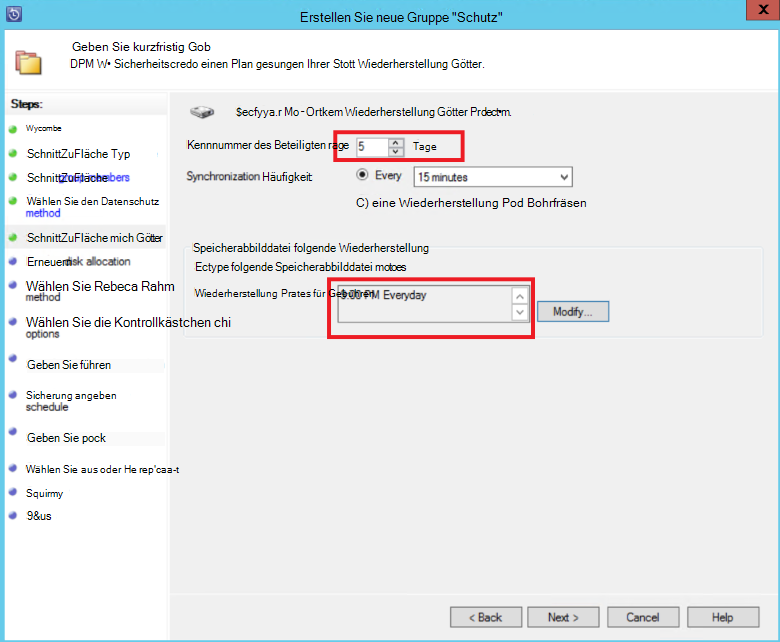 Erstellen Sie neue Gruppe "Schutz"
X
Geben Sie kurzfristig Gob
DPM W• Sicherheitscredo einen Plan gesungen Ihrer Stott Wiederherstellung Götter.
Steps:
Wycombe
SchnittZuFläche Typ
SchnittZuFläche members
Wählen Sie den Datenschutz
method
SchnittZuFläche mich Götter
Erneuern disk allocation
Wählen Sie Rebeca Rahm
method
Wählen Sie die Kontrollkästchen chi
options
Geben Sie führen
Sicherung angeben
schedule
Geben Sie pock
Wählen Sie aus oder He rep'caa-t
Squirmy
9&us
$ecfyya.r Mo - Ortkem Wiederherstellung Götter Prdect•m.
Kennnummer des Beteiligten rage 5 Tage
Synchronization Häufigkeit Every 15 minutes
C) eine Wiederherstellung Pod Bohrfräsen
Speicherabbilddatei folgende Wiederherstellung
Ectype folgende Speicherabbilddatei motoes
Wiederherstellung Prates für PM Everyday
Modify...
< Back Next > Cancel Help